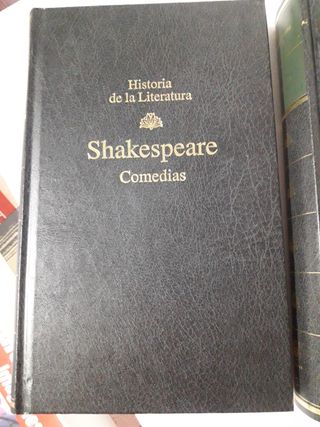 Historia
de la Literatura
Shakespeare
Comedias